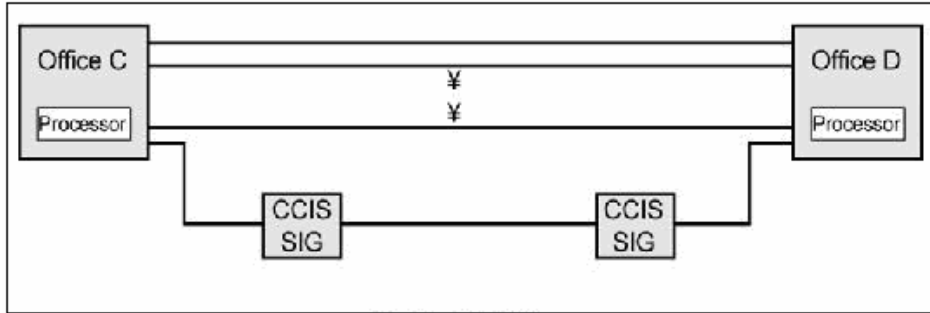 Office C
Processor
¥
¥
Office D
Processor
CCIS
SIG
CCIS
SIG